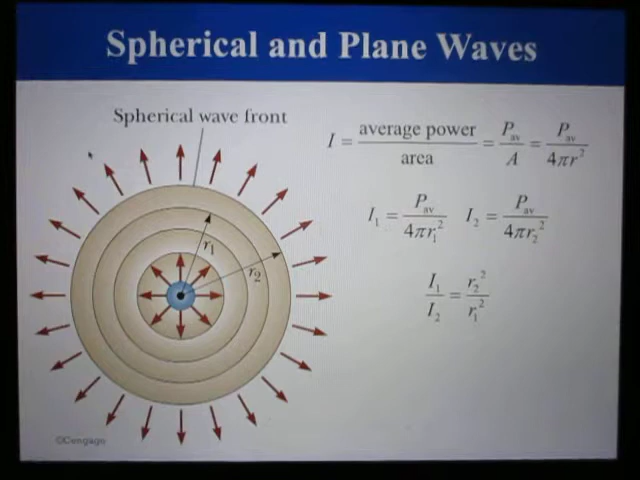 Spherical and Plane Waves
Spherical wave front
I = average power / area = P_av / A = P_av / 4πr²
I₁ = P_av / 4πr₁² I₂ = P_av / 4πr₂²
I₁ / I₂ = r₂² / r₁²
r₁
r₂
©Cengage